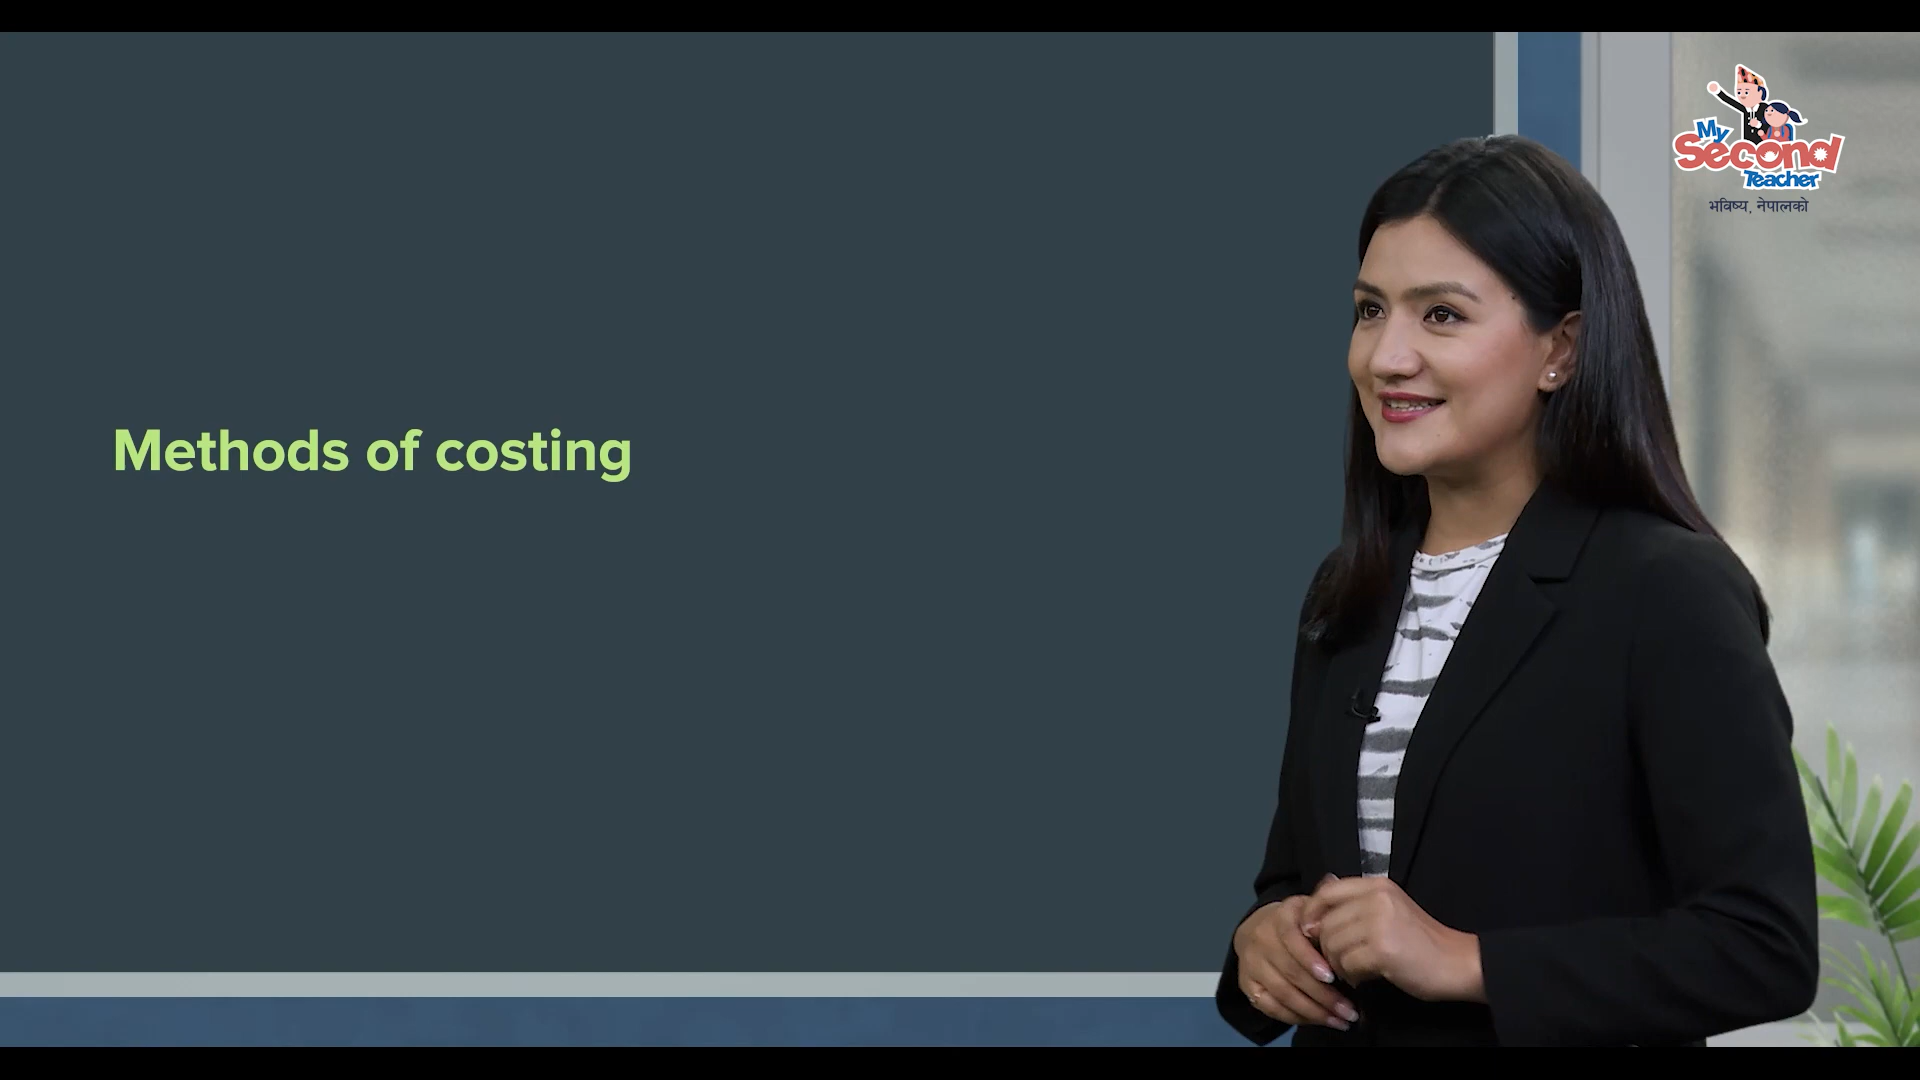 Methods of costing
My
Second
Teacher
भविष्य, नेपालको